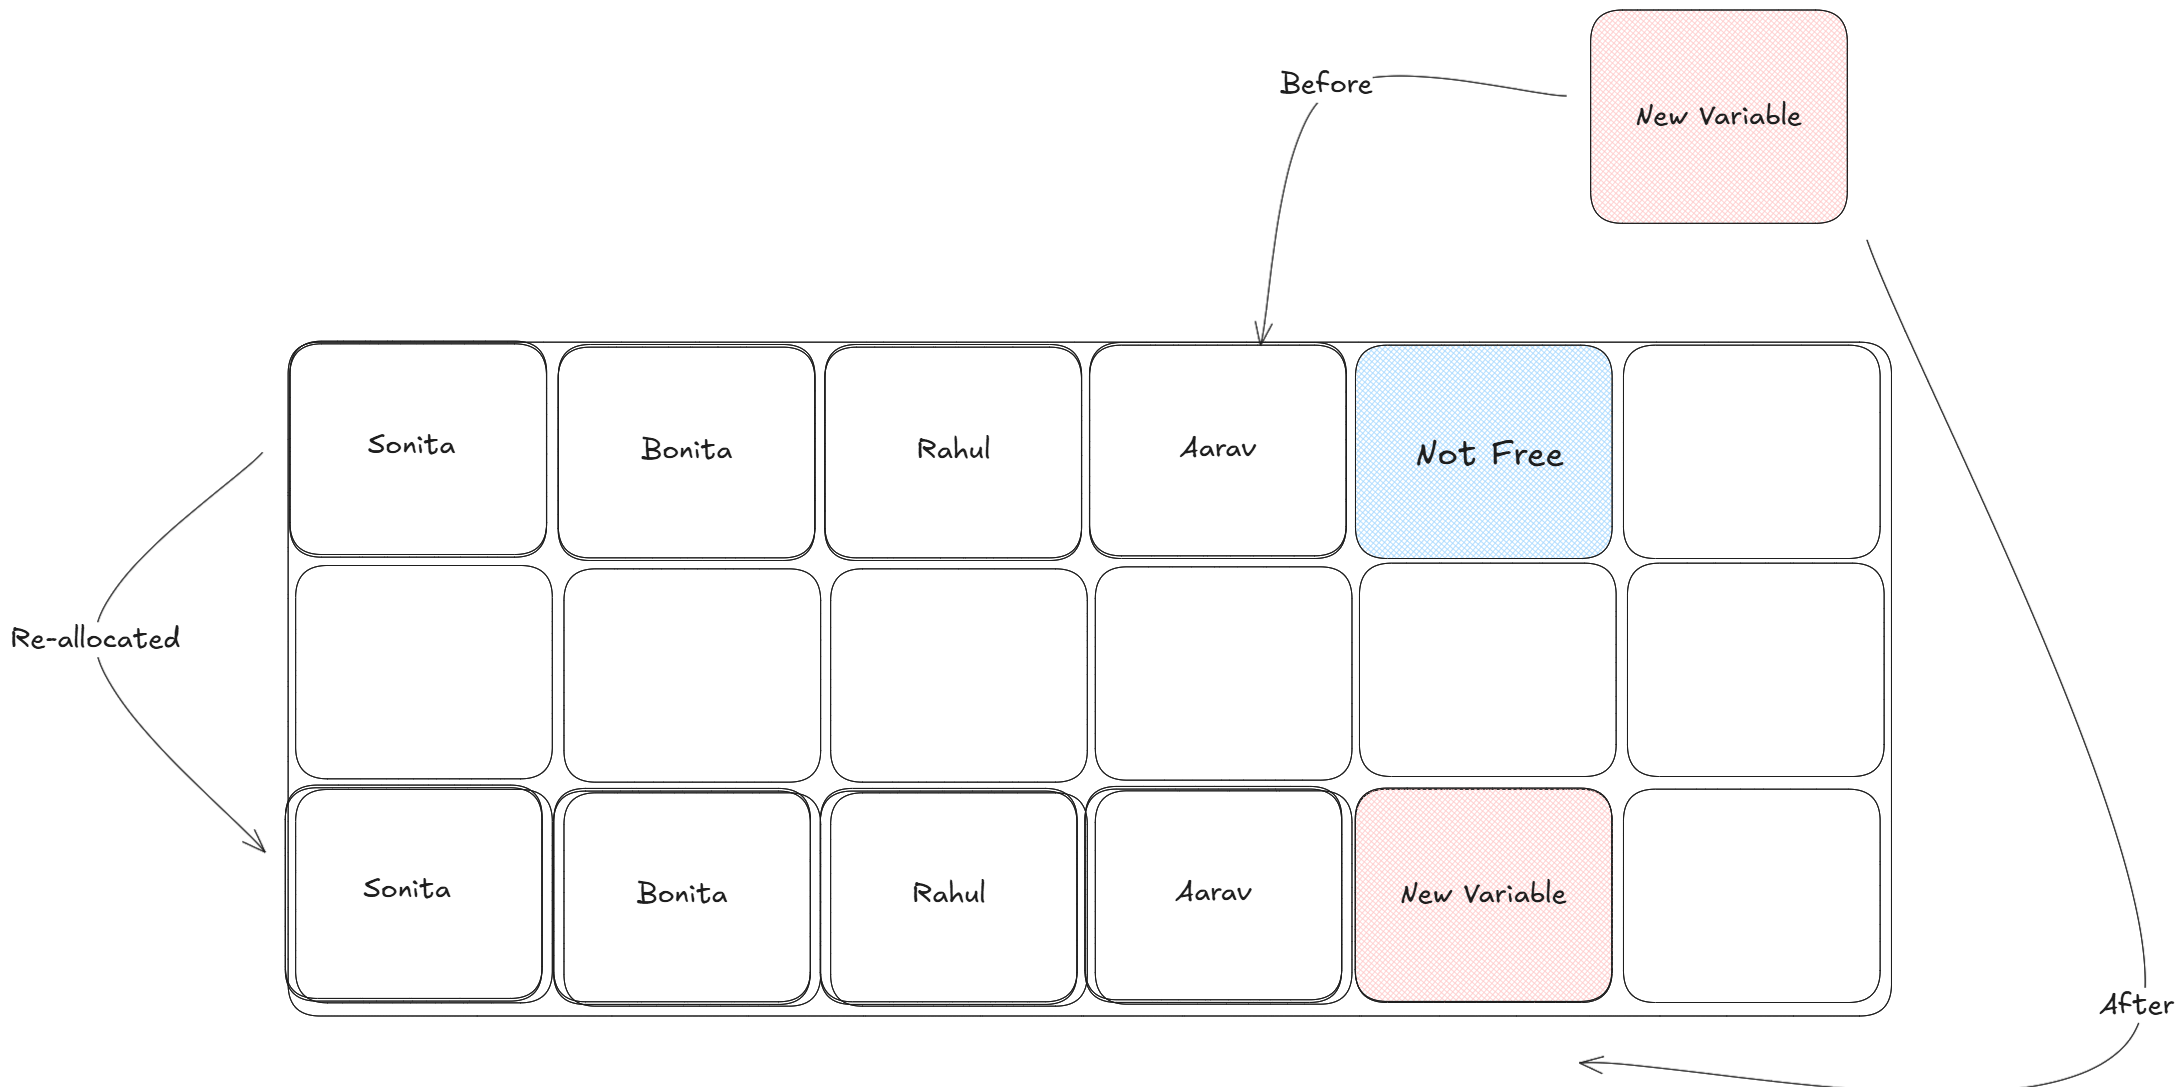 New Variable
Before
Sonita
Bonita
Rahul
Aarav
Not Free
Re-allocated
Sonita
Bonita
Rahul
Aarav
New Variable
After